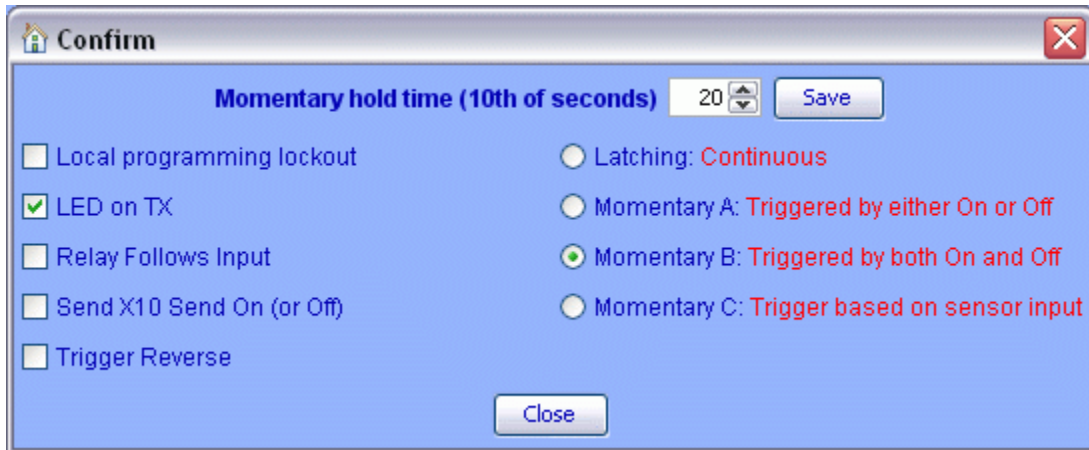 Confirm
Momentary hold time (10th of seconds) 20 Save
Local programming lockout
Latching: Continuous
LED on TX
Momentary A: Triggered by either On or Off
Relay Follows Input
Momentary B: Triggered by both On and Off
Send X10 Send On (or Off)
Momentary C: Trigger based on sensor input
Trigger Reverse
Close